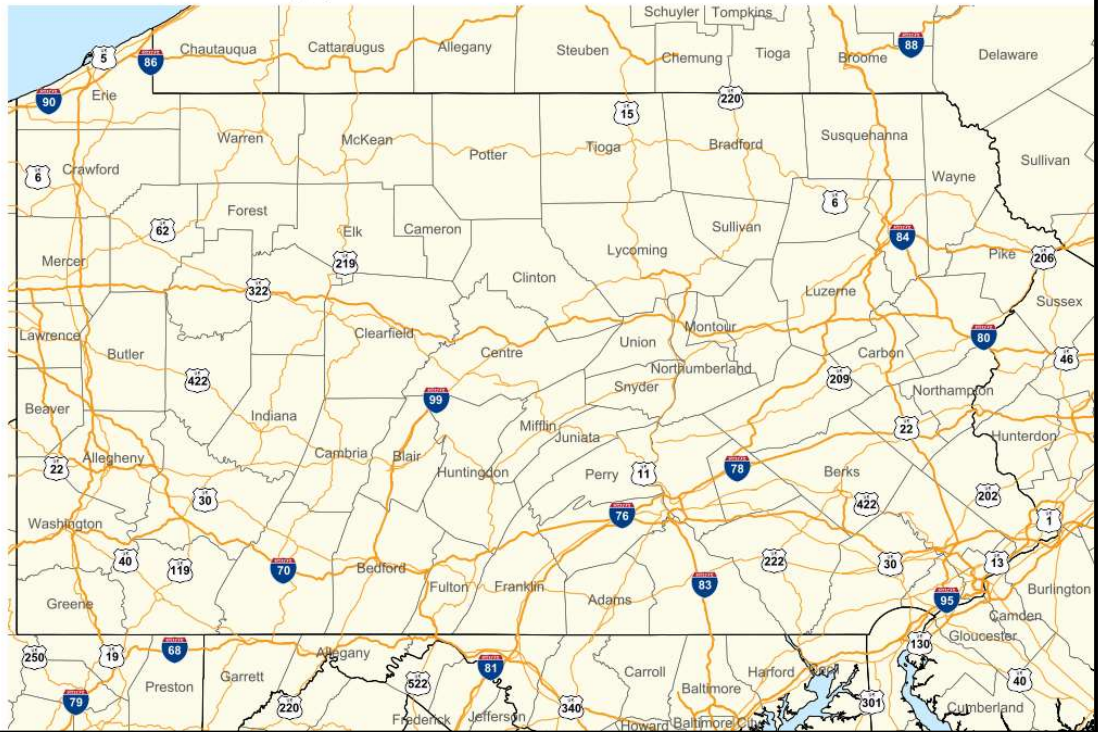 Schuyler Tompkins
Chautauqua Cattaraugus Allegany Steuben Chemung Tioga Broome Delaware
5 86 88
90 Erie 15 220
Warren McKean Potter Tioga Bradford Susquehanna
Crawford Sullivan
6 Wayne
Forest 6
62 Elk Cameron Sullivan 84
Mercer 219 Lycoming Pike 206
322 Clinton Luzerne Sussex
Lawrence Clearfield Montour
Butler Centre Union 80
Carbon 46
422 Northumberland 209
99 Snyder Northampton
Beaver Indiana
Mifflin 22 Hunterdon
Allegheny Cambria Blair Juniata
22 Huntingdon Perry 11 78 Berks
30 202
76 422
Washington 1
40 119 70 Bedford 222 30 13
Fulton Franklin 83 Burlington
Greene Adams 95 Camden
Gloucester
250 19 68 Allegany 130
81 Carroll Harford Cecil
Preston Garrett 522 40
79 Baltimore
220 340 301 Cumberland
Frederick Jefferson Howard Baltimore City